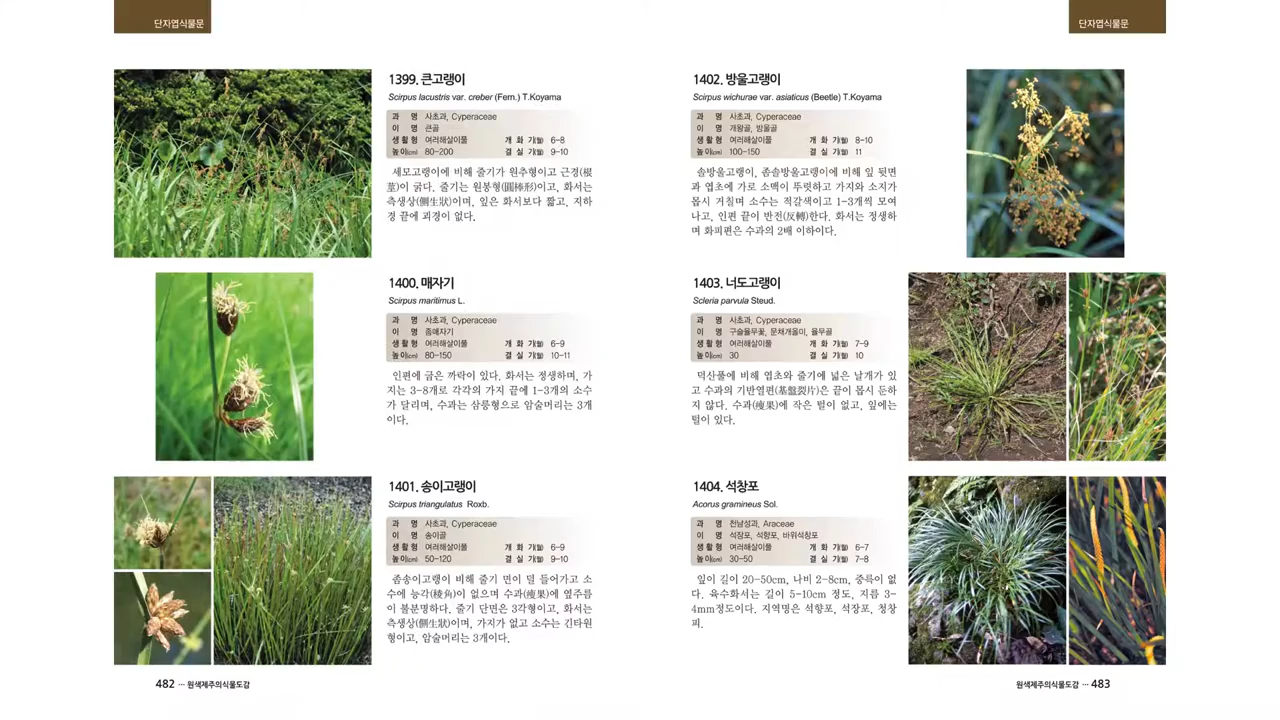 단자엽식물문
1399. 큰고랭이
Scirpus lacustris var. creber (Fern.) T.Koyama
과 명 사초과, Cyperaceae
이 명 큰골
생 활 형 여러해살이풀 개 화 기(월) 6-8
높 이(cm) 80-200 결 실 기(월) 9-10
세모고랭이에 비해 줄기가 원추형이고 근경(根
莖)이 굵다. 줄기는 원봉형(圓棒形)이고, 화서는
측생상(側生狀)이며, 잎은 화서보다 짧고, 지하
경 끝에 괴경이 없다.
1400. 매자기
Scirpus maritimus L.
과 명 사초과, Cyperaceae
이 명 좀매자기
생 활 형 여러해살이풀 개 화 기(월) 6-9
높 이(cm) 80-150 결 실 기(월) 10-11
인편에 굽은 까락이 있다. 화서는 정생하며, 가
지는 3-8개로 각각의 가지 끝에 1-3개의 소수
가 달리며, 수과는 삼릉형으로 암술머리는 3개
이다.
1401. 송이고랭이
Scirpus triangulatus Roxb.
과 명 사초과, Cyperaceae
이 명 송이골
생 활 형 여러해살이풀 개 화 기(월) 6-9
높 이(cm) 50-120 결 실 기(월) 9-10
좀송이고랭이 비해 줄기 면이 덜 들어가고 소
수에 능각(稜角)이 없으며 수과(瘦果)에 옆주름
이 불분명하다. 줄기 단면은 3각형이고, 화서는
측생상(側生狀)이며, 가지가 없고 소수는 긴타원
형이고, 암술머리는 3개이다.
482 ··· 원색제주의식물도감
단자엽식물문
1402. 방울고랭이
Scirpus wichurae var. asiaticus (Beetle) T.Koyama
과 명 사초과, Cyperaceae
이 명 개왕골, 방울골
생 활 형 여러해살이풀 개 화 기(월) 8-10
높 이(cm) 100-150 결 실 기(월) 11
솔방울고랭이, 좀솔방울고랭이에 비해 잎 뒷면
과 엽초에 가로 소맥이 뚜렷하고 가지와 소지가
몹시 거칠며 소수는 적갈색이고 1-3개씩 모여
나고, 인편 끝이 반전(反轉)한다. 화서는 정생하
며 화피편은 수과의 2배 이하이다.
1403. 너도고랭이
Scleria parvula Steud.
과 명 사초과, Cyperaceae
이 명 구슬율무꽃, 문채개올미, 율무골
생 활 형 여러해살이풀 개 화 기(월) 7-9
높 이(cm) 30 결 실 기(월) 10
덕산풀에 비해 엽초와 줄기에 넓은 날개가 있
고 수과의 기반열편(基盤裂片)은 끝이 몹시 둔하
지 않다. 수과(瘦果)에 작은 털이 없고, 잎에는
털이 있다.
1404. 석창포
Acorus gramineus Sol.
과 명 천남성과, Araceae
이 명 석장포, 석향포, 바위석창포
생 활 형 여러해살이풀 개 화 기(월) 6-7
높 이(cm) 30-50 결 실 기(월) 7-8
잎이 길이 20-50cm, 나비 2-8cm, 중륵이 없
다. 육수화서는 길이 5-10cm 정도, 지름 3-
4mm정도이다. 지역명은 석향포, 석장포, 청창
피.
원색제주의식물도감 ··· 483